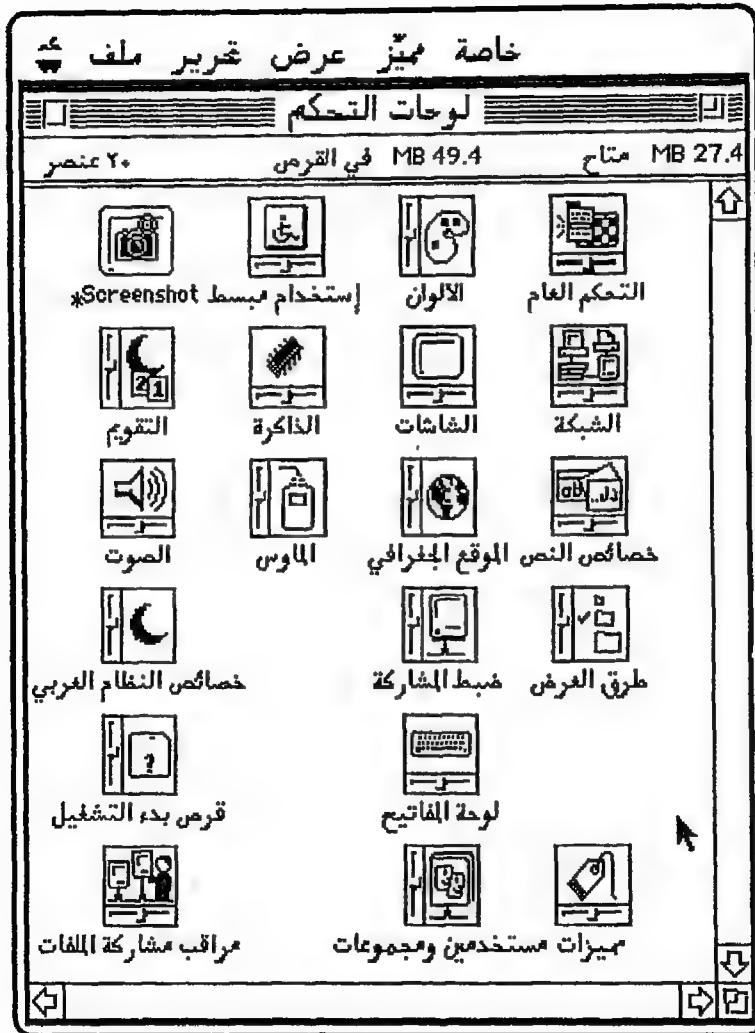 خاصة مميّز عرض تحرير ملف
لوحات التحكم
27.4 MB متاح 49.4 MB في القرص ٢٠ عنصر
التحكم العام الالوان إستخدام مبسط Screenshot*
الشبكة الشاشات الذاكرة التقويم
خصائص النص الموقع الجغرافي الماوس الصوت
طرق العرض ضبط المشاركة خصائص النظام العربي
لوحة المفاتيح قرص بدء التشغيل
مميزات مستخدمين ومجموعات مراقب مشاركة الملفات